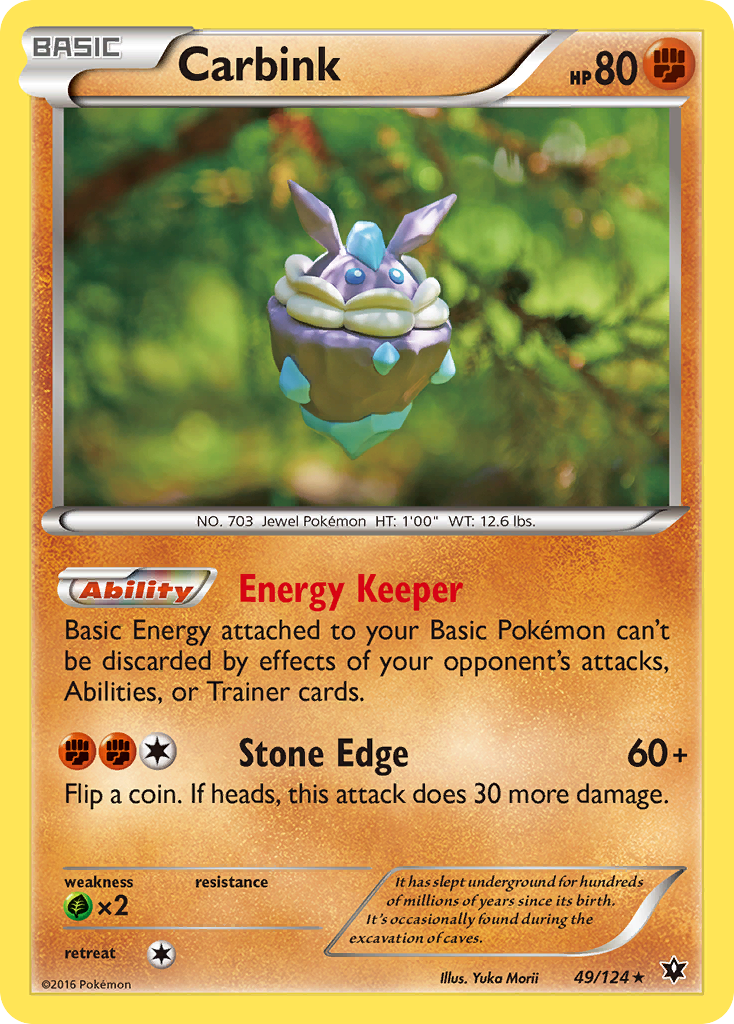 BASIC
Carbink
HP 80
NO. 703 Jewel Pokémon HT: 1'00" WT: 12.6 lbs.
Ability Energy Keeper
Basic Energy attached to your Basic Pokémon can't
be discarded by effects of your opponent's attacks,
Abilities, or Trainer cards.
Stone Edge 60+
Flip a coin. If heads, this attack does 30 more damage.
weakness resistance
×2
It has slept underground for hundreds
of millions of years since its birth.
It's occasionally found during the
excavation of caves.
retreat
©2016 Pokémon
Illus. Yuka Morii 49/124 ★